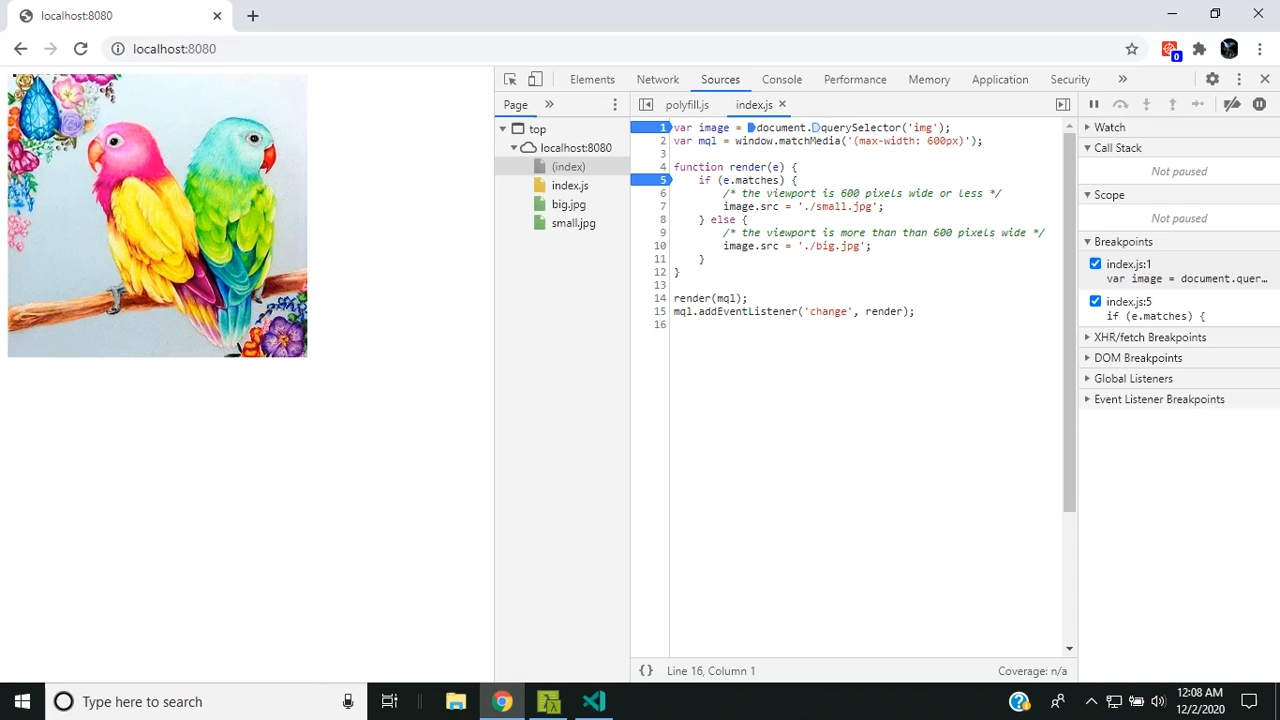 localhost:8080
localhost:8080
0
Elements Network Sources Console Performance Memory Application Security
Page
polyfill.js index.js
top
localhost:8080
(index)
index.js
big.jpg
small.jpg
1 var image = document.querySelector('img');
2 var mql = window.matchMedia('(max-width: 600px)');
3
4 function render(e) {
5 if (e.matches) {
6 /* the viewport is 600 pixels wide or less */
7 image.src = './small.jpg';
8 } else {
9 /* the viewport is more than than 600 pixels wide */
10 image.src = './big.jpg';
11 }
12 }
13
14 render(mql);
15 mql.addEventListener('change', render);
16
{} Line 16, Column 1 Coverage: n/a
Watch
Call Stack
Not paused
Scope
Not paused
Breakpoints
index.js:1
var image = document.quer…
index.js:5
if (e.matches) {
XHR/fetch Breakpoints
DOM Breakpoints
Global Listeners
Event Listener Breakpoints
Type here to search
12:08 AM
12/2/2020